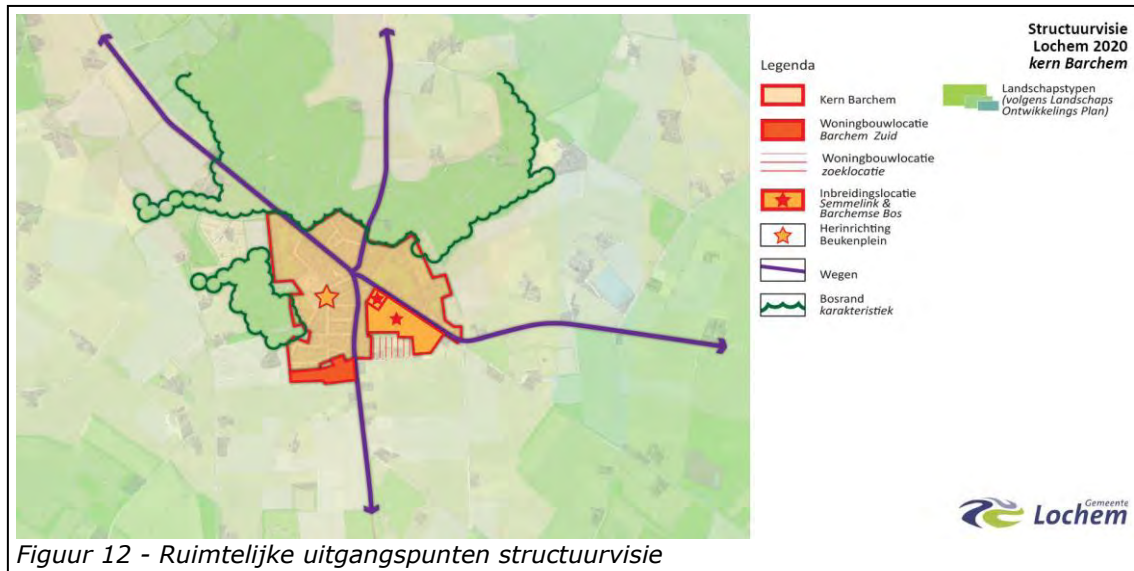 Structuurvisie
Lochem 2020
kern Barchem
Legenda
Kern Barchem
Woningbouwlocatie
Barchem Zuid
Woningbouwlocatie
zoeklocatie
Inbreidingslocatie
Semmelink &
Barchemse Bos
Herinrichting
Beukenplein
Wegen
Bosrand
karakteristiek
Landschapstypen
(volgens Landschaps
Ontwikkelings Plan)
Gemeente
Lochem
Figuur 12 - Ruimtelijke uitgangspunten structuurvisie